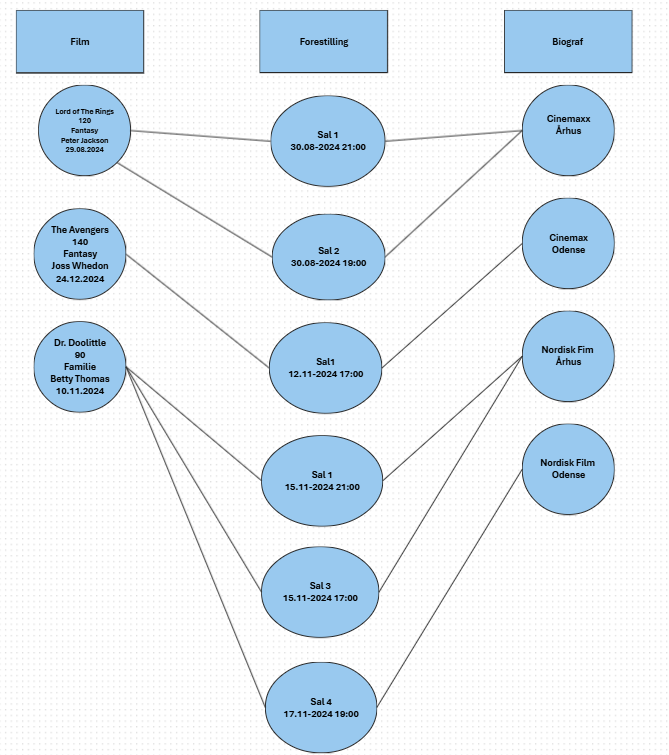 Film
Forestilling
Biograf
Lord of The Rings
120
Fantasy
Peter Jackson
29.08.2024
Sal 1
30.08-2024 21:00
Cinemaxx
Århus
The Avengers
140
Fantasy
Joss Whedon
24.12.2024
Sal 2
30.08-2024 19:00
Cinemax
Odense
Dr. Doolittle
90
Familie
Betty Thomas
10.11.2024
Sal1
12.11-2024 17:00
Nordisk Fim
Århus
Sal 1
15.11-2024 21:00
Nordisk Film
Odense
Sal 3
15.11-2024 17:00
Sal 4
17.11-2024 19:00